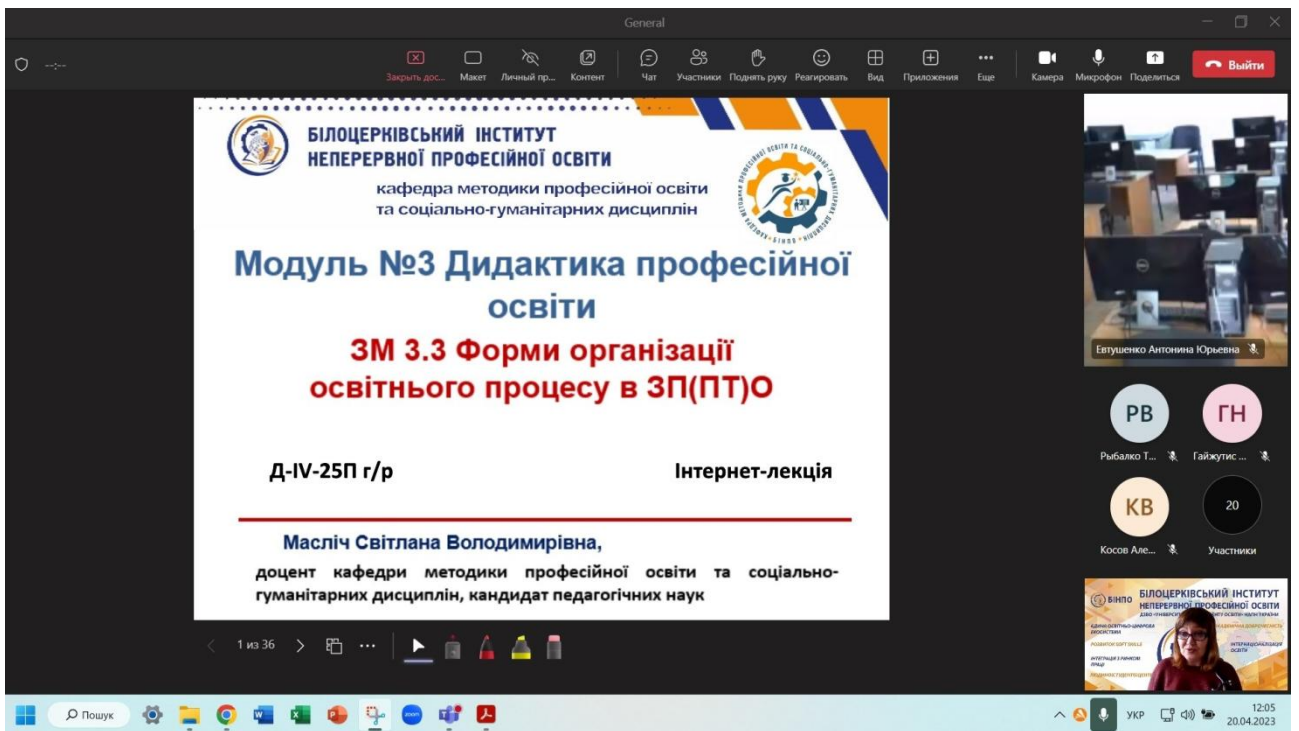 General
--:--
Закрыть дос...
Макет
Личный пр...
Контент
Чат
Участники
Поднять руку
Реагировать
Вид
Приложения
Еще
Камера
Микрофон
Поделиться
Выйти
БІЛОЦЕРКІВСЬКИЙ ІНСТИТУТ
НЕПЕРЕРВНОЇ ПРОФЕСІЙНОЇ ОСВІТИ
кафедра методики професійної освіти
та соціально-гуманітарних дисциплін
Модуль №3 Дидактика професійної
освіти
ЗМ 3.3 Форми організації
освітнього процесу в ЗП(ПТ)О
Д-IV-25П г/р
Інтернет-лекція
Масліч Світлана Володимирівна,
доцент кафедри методики професійної освіти та соціально-
гуманітарних дисциплін, кандидат педагогічних наук
1 из 36
Евтушенко Антонина Юрьевна
РВ
ГН
Рыбалко Т...
Гайжутис ...
КВ
20
Косов Але...
Участники
БІНПО
БІЛОЦЕРКІВСЬКИЙ ІНСТИТУТ
НЕПЕРЕРВНОЇ ПРОФЕСІЙНОЇ ОСВІТИ
Пошук
УКР
12:05
20.04.2023